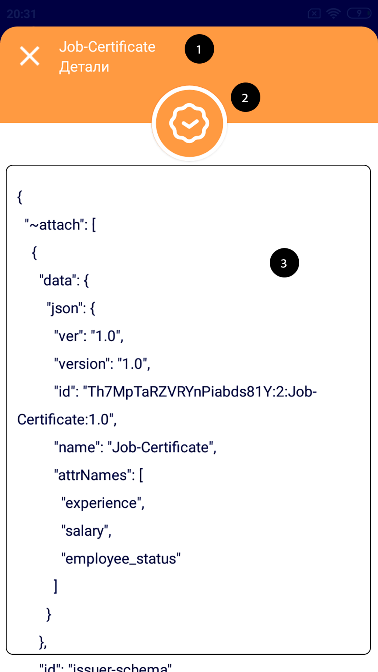 20:31
9
Job-Certificate
Детали
1
2
3
{
"~attach": [
{
"data": {
"json": {
"ver": "1.0",
"version": "1.0",
"id": "Th7MpTaRZVRYnPiabds81Y:2:Job-
Certificate:1.0",
"name": "Job-Certificate",
"attrNames": [
"experience",
"salary",
"employee_status"
]
}
},
"id": "issuer-schema"